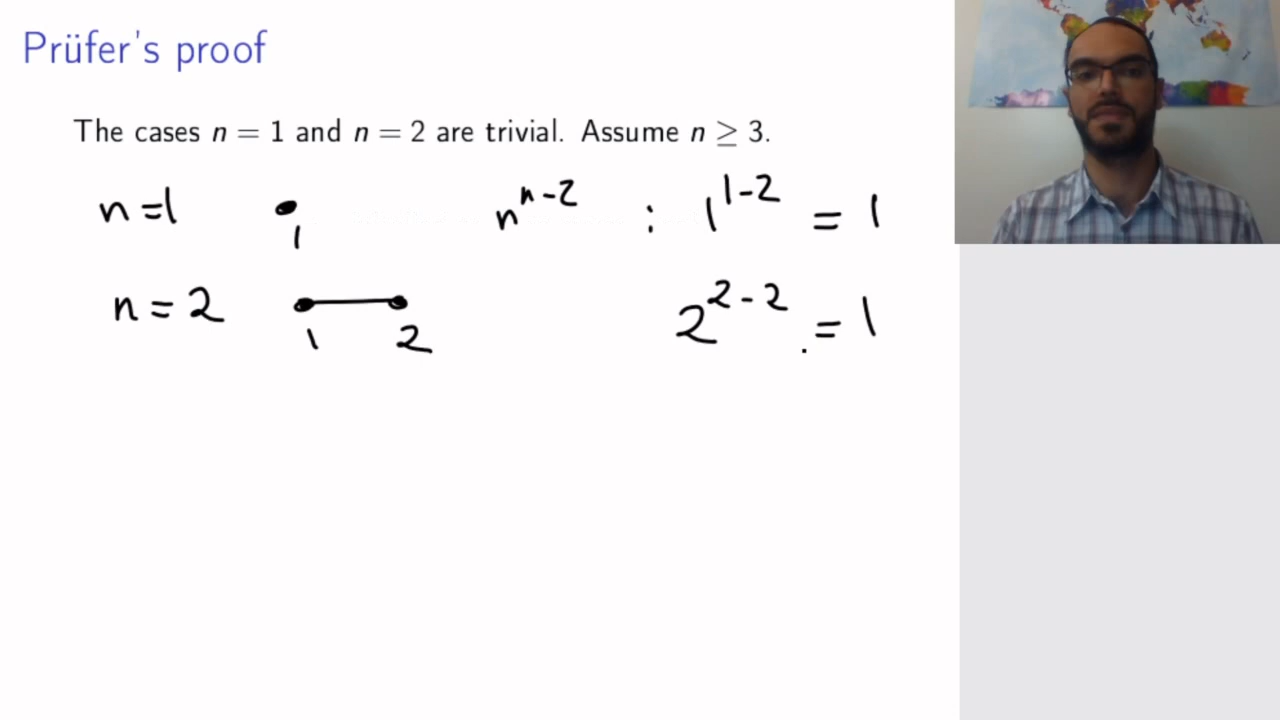 Prüfer's proof
The cases n = 1 and n = 2 are trivial. Assume n ≥ 3.
n=1 1 n^{n-2} : 1^{1-2} = 1
n=2 1 2 2^{2-2} = 1